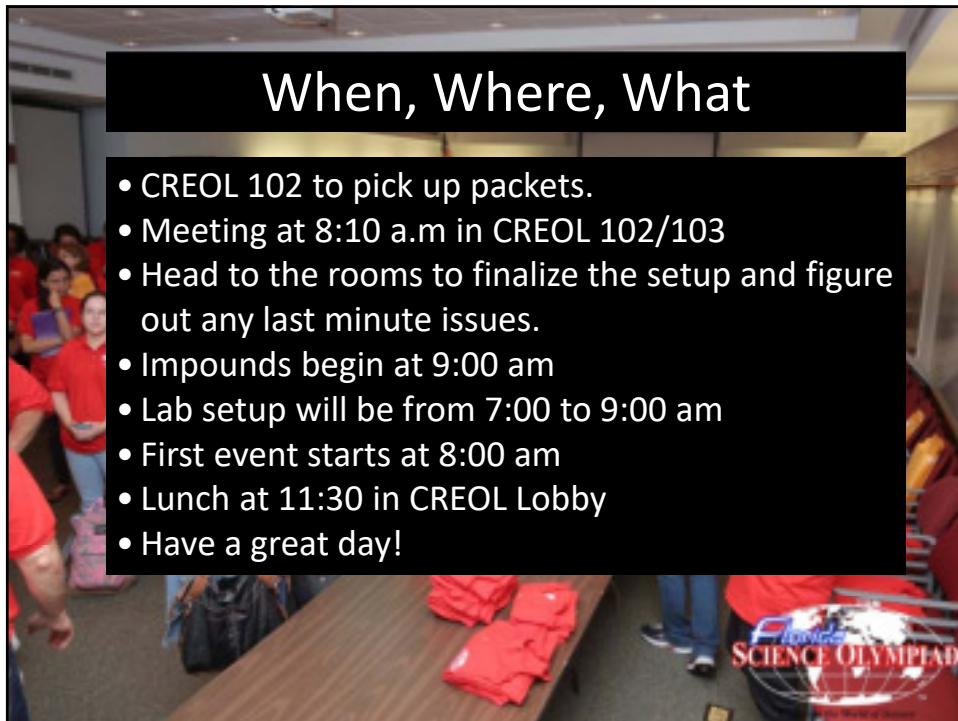 When, Where, What
• CREOL 102 to pick up packets.
• Meeting at 8:10 a.m in CREOL 102/103
• Head to the rooms to finalize the setup and figure
out any last minute issues.
• Impounds begin at 9:00 am
• Lab setup will be from 7:00 to 9:00 am
• First event starts at 8:00 am
• Lunch at 11:30 in CREOL Lobby
• Have a great day!
Florida
SCIENCE OLYMPIAD